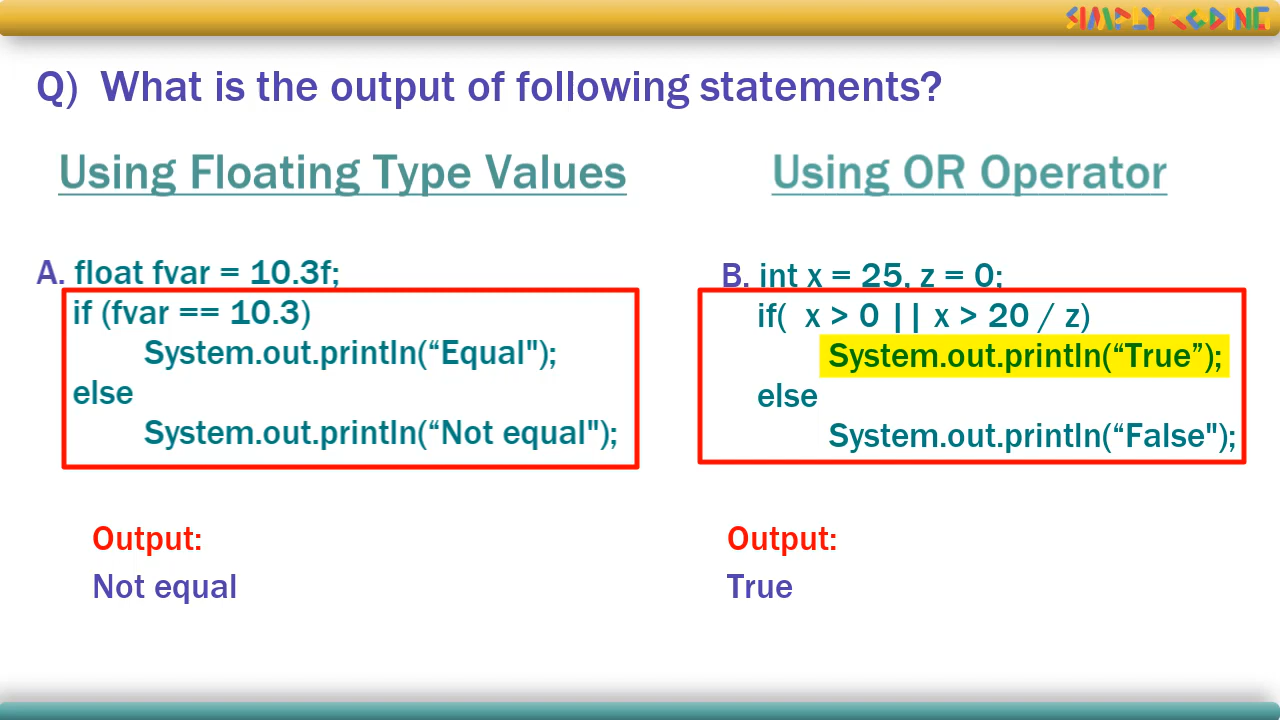 SIMPLY CODING
Q) What is the output of following statements?
Using Floating Type Values
A. float fvar = 10.3f;
if (fvar == 10.3)
System.out.println(“Equal");
else
System.out.println(“Not equal");
Output:
Not equal
Using OR Operator
B. int x = 25, z = 0;
if( x > 0 || x > 20 / z)
System.out.println(“True”);
else
System.out.println(“False");
Output:
True